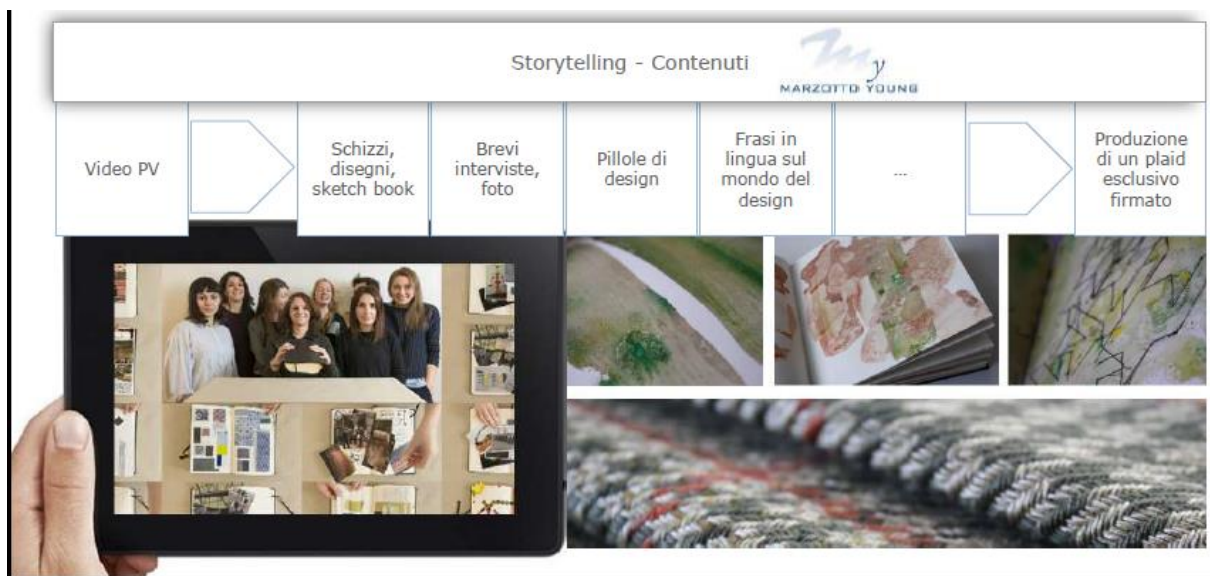 Storytelling - Contenuti
My
MARZOTTO YOUNG
Video PV
Schizzi,
disegni,
sketch book
Brevi
interviste,
foto
Pillole di
design
Frasi in
lingua sul
mondo del
design
...
Produzione
di un plaid
esclusivo
firmato